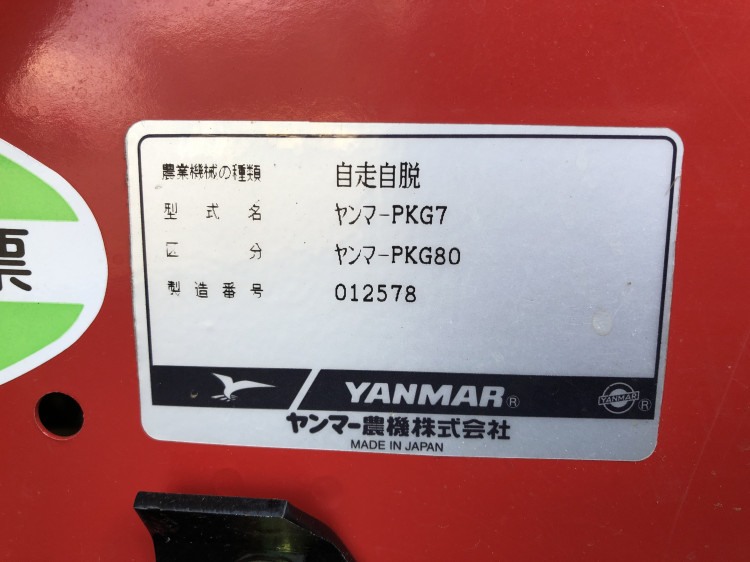 農業機械の種類 自走自脱
型式名 ヤンマーPKG7
区分 ヤンマーPKG80
製造番号 012578
YANMAR®
YANMAR ®
ヤンマー農機株式会社
MADE IN JAPAN
票